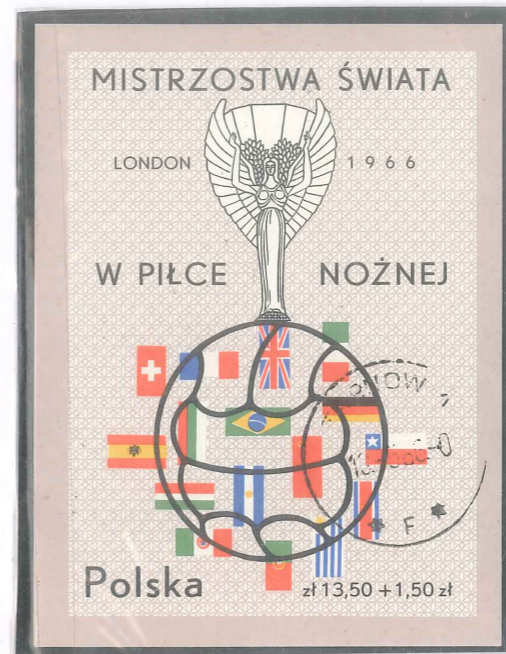 MISTRZOSTWA ŚWIATA
LONDON 1966
W PIŁCE NOŻNEJ
F
Polska
zł 13,50 + 1,50 zł